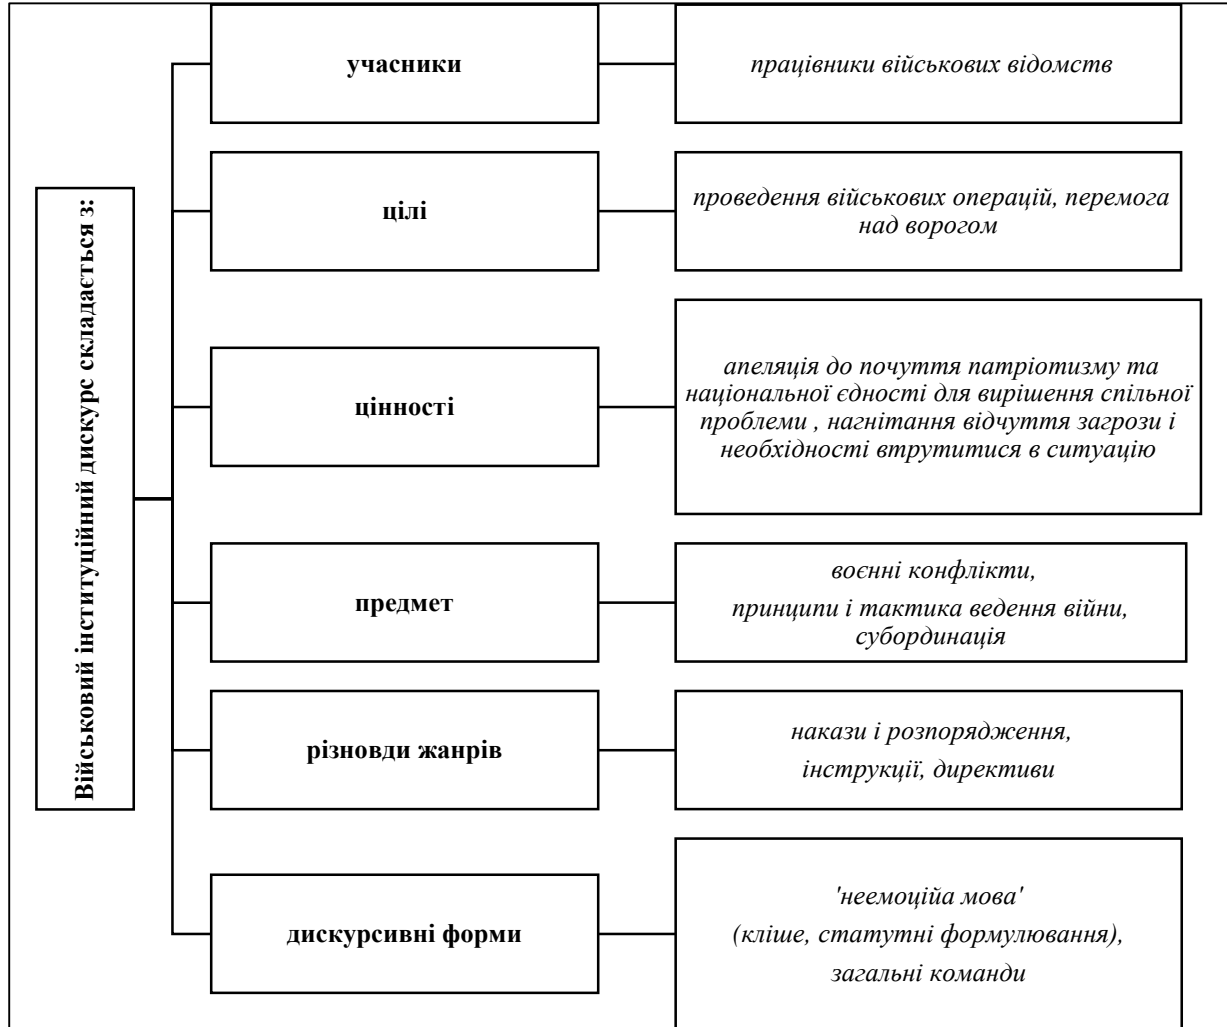 Військовий інституційний дискурс складається з:
учасники
працівники військових відомств
цілі
проведення військових операцій, перемога
над ворогом
цінності
апеляція до почуття патріотизму та
національної єдності для вирішення спільної
проблеми , нагнітання відчуття загрози і
необхідності втрутитися в ситуацію
предмет
воєнні конфлікти,
принципи і тактика ведення війни,
субординація
різновди жанрів
накази і розпорядження,
інструкції, директиви
дискурсивні форми
'неемоційа мова'
(кліше, статутні формулювання),
загальні команди